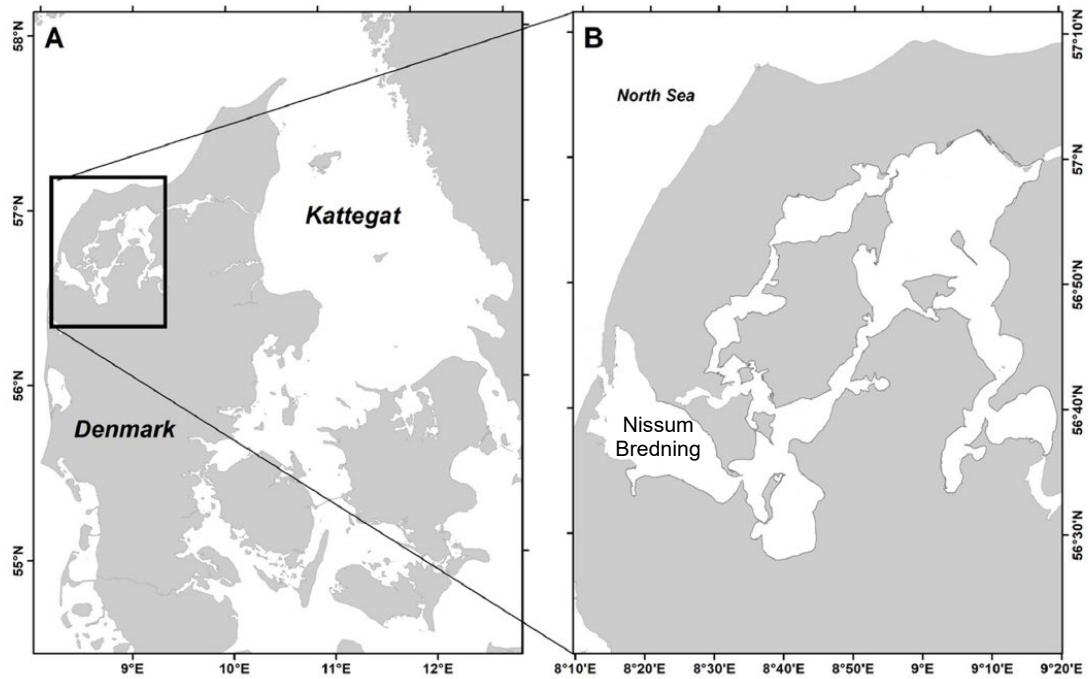 A
58°N
57°N
56°N
55°N
Kattegat
Denmark
9°E
10°E
11°E
12°E
B
North Sea
Nissum
Bredning
57°10'N
57°N
56°50'N
56°40'N
56°30'N
8°10'E
8°20'E
8°30'E
8°40'E
8°50'E
9°E
9°10'E
9°20'E